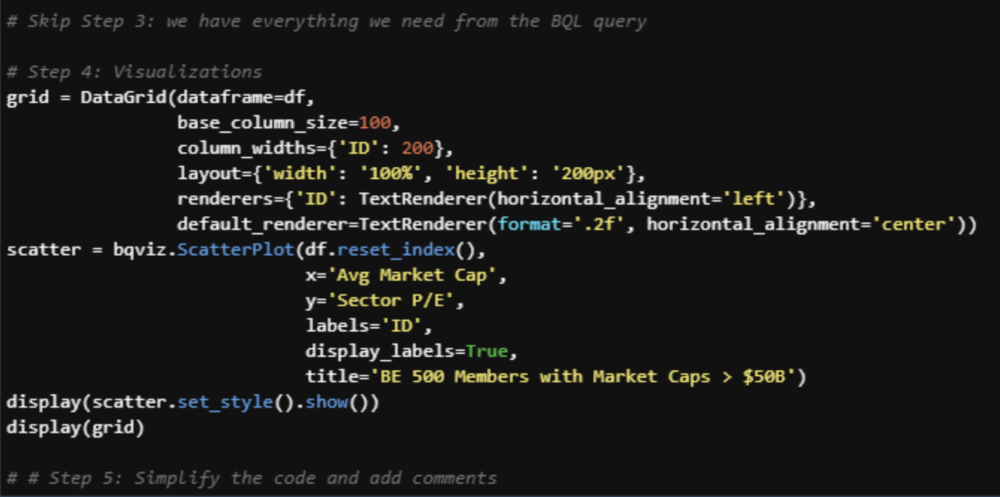 # Skip Step 3: we have everything we need from the BQL query
# Step 4: Visualizations
grid = DataGrid(dataframe=df,
                base_column_size=100,
                column_widths={'ID': 200},
                layout={'width': '100%', 'height': '200px'},
                renderers={'ID': TextRenderer(horizontal_alignment='left')},
                default_renderer=TextRenderer(format='.2f', horizontal_alignment='center'))
scatter = bqviz.ScatterPlot(df.reset_index(),
                            x='Avg Market Cap',
                            y='Sector P/E',
                            labels='ID',
                            display_labels=True,
                            title='BE 500 Members with Market Caps > $50B')
display(scatter.set_style().show())
display(grid)
# # Step 5: Simplify the code and add comments